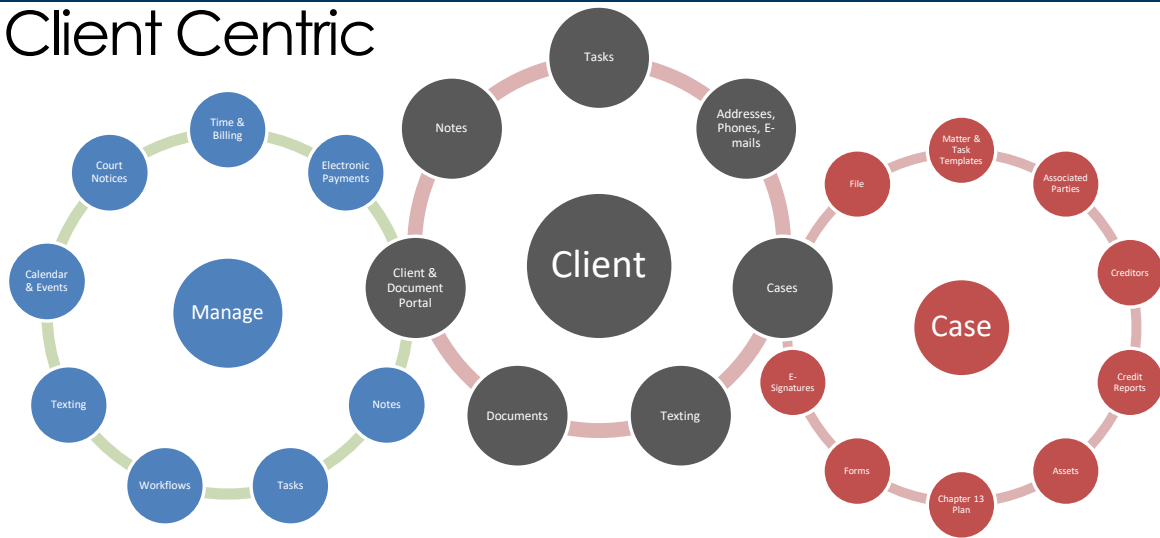 Client Centric
Manage
Time &
Billing
Electronic
Payments
Notes
Tasks
Workflows
Texting
Calendar
& Events
Court
Notices
Client
Tasks
Addresses,
Phones, E-
mails
Cases
Texting
Documents
Client &
Document
Portal
Notes
Case
Matter &
Task
Templates
Associated
Parties
Creditors
Credit
Reports
Assets
Chapter 13
Plan
Forms
E-
Signatures
File